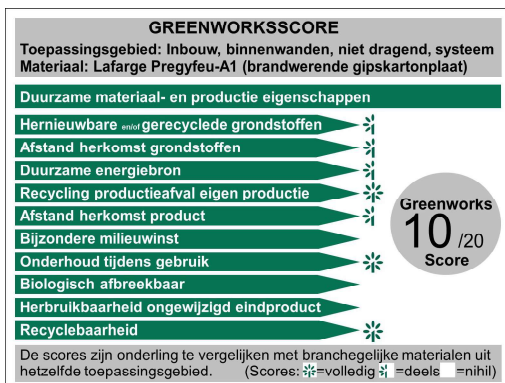 GREENWORKSSCORE
Toepassingsgebied: Inbouw, binnenwanden, niet dragend, systeem
Materiaal: Lafarge Pregyfeu-A1 (brandwerende gipskartonplaat)
Duurzame materiaal- en productie eigenschappen
Hernieuwbare en/of gerecyclede grondstoffen
Afstand herkomst grondstoffen
Duurzame energiebron
Recycling productieafval eigen productie
Afstand herkomst product
Bijzondere milieuwinst
Onderhoud tijdens gebruik
Biologisch afbreekbaar
Herbruikbaarheid ongewijzigd eindproduct
Recyclebaarheid
Greenworks
10 /20
Score
De scores zijn onderling te vergelijken met branchegelijke materialen uit
hetzelfde toepassingsgebied. (Scores: =volledig =deels =nihil)